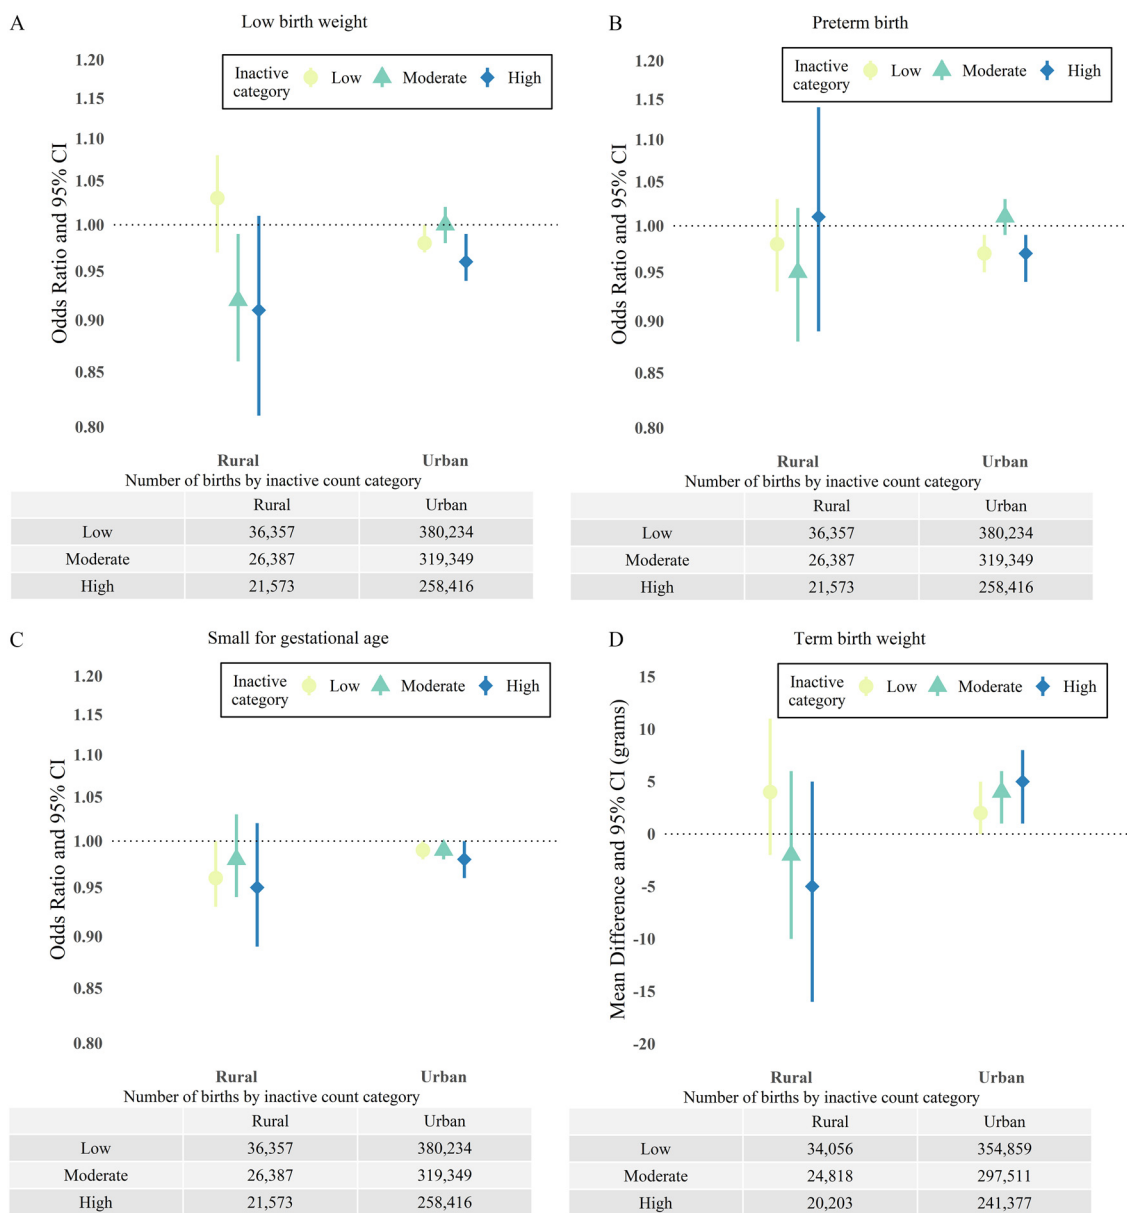 A
Low birth weight
Inactive category
Low
Moderate
High
Odds Ratio and 95% CI
1.20
1.15
1.10
1.05
1.00
0.95
0.90
0.85
0.80
Rural Urban
Number of births by inactive count category
Rural Urban
Low 36,357 380,234
Moderate 26,387 319,349
High 21,573 258,416
B
Preterm birth
Inactive category
Low
Moderate
High
Odds Ratio and 95% CI
1.20
1.15
1.10
1.05
1.00
0.95
0.90
0.85
0.80
Rural Urban
Number of births by inactive count category
Rural Urban
Low 36,357 380,234
Moderate 26,387 319,349
High 21,573 258,416
C
Small for gestational age
Inactive category
Low
Moderate
High
Odds Ratio and 95% CI
1.20
1.15
1.10
1.05
1.00
0.95
0.90
0.85
0.80
Rural Urban
Number of births by inactive count category
Rural Urban
Low 36,357 380,234
Moderate 26,387 319,349
High 21,573 258,416
D
Term birth weight
Inactive category
Low
Moderate
High
Mean Difference and 95% CI (grams)
15
10
5
0
-5
-10
-15
-20
Rural Urban
Number of births by inactive count category
Rural Urban
Low 34,056 354,859
Moderate 24,818 297,511
High 20,203 241,377